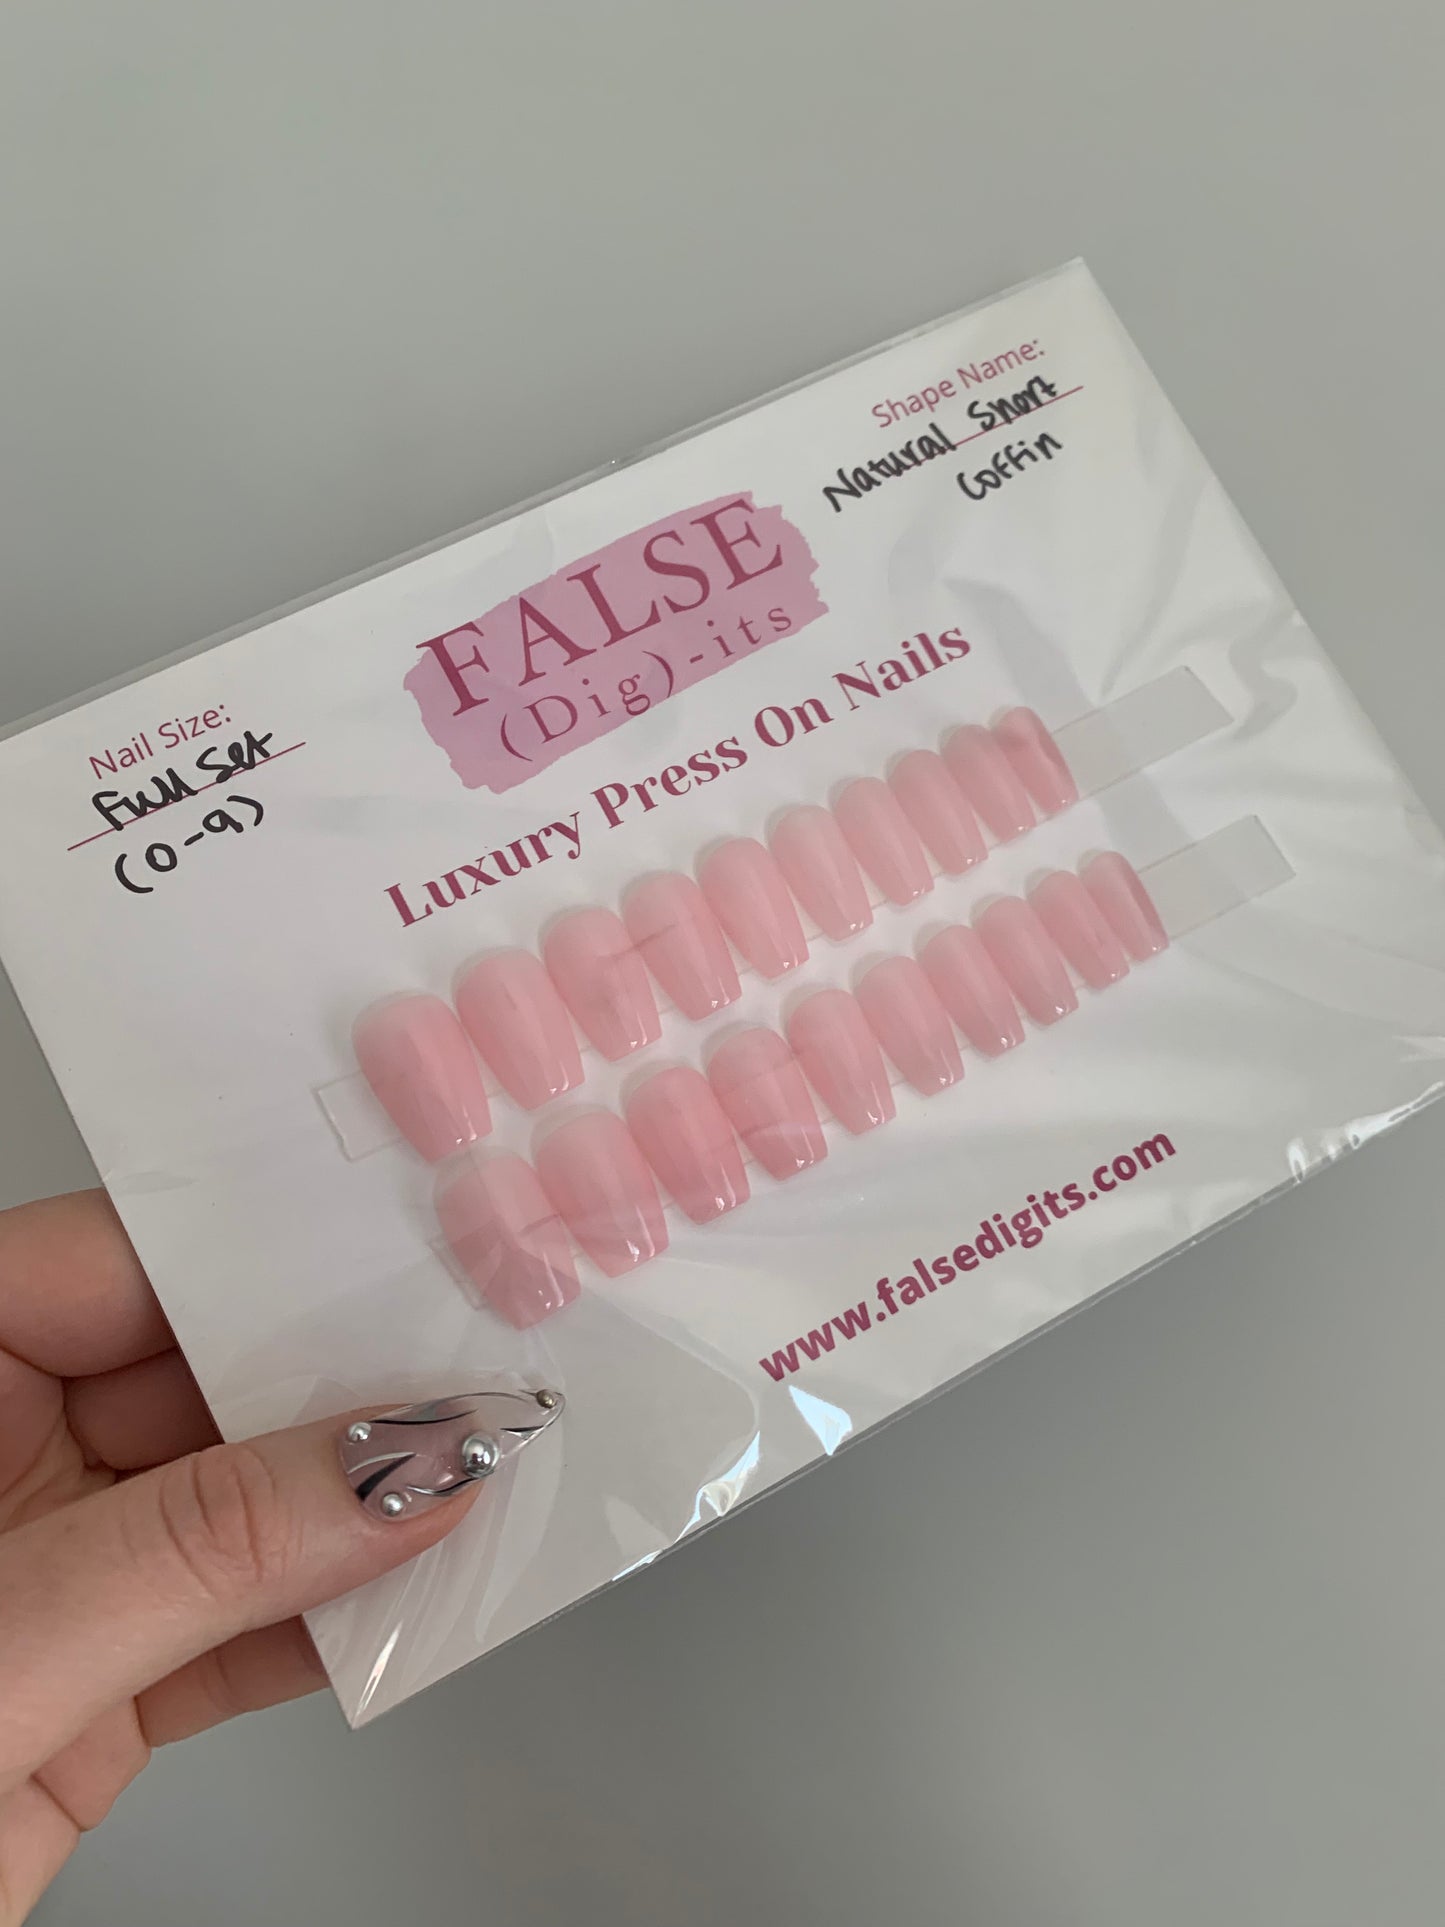 Nail Size:
Full Set
(0-9)
Shape Name:
Natural Short
Coffin
FALSE
(Dig)-its
Luxury Press On Nails
www.falsedigits.com